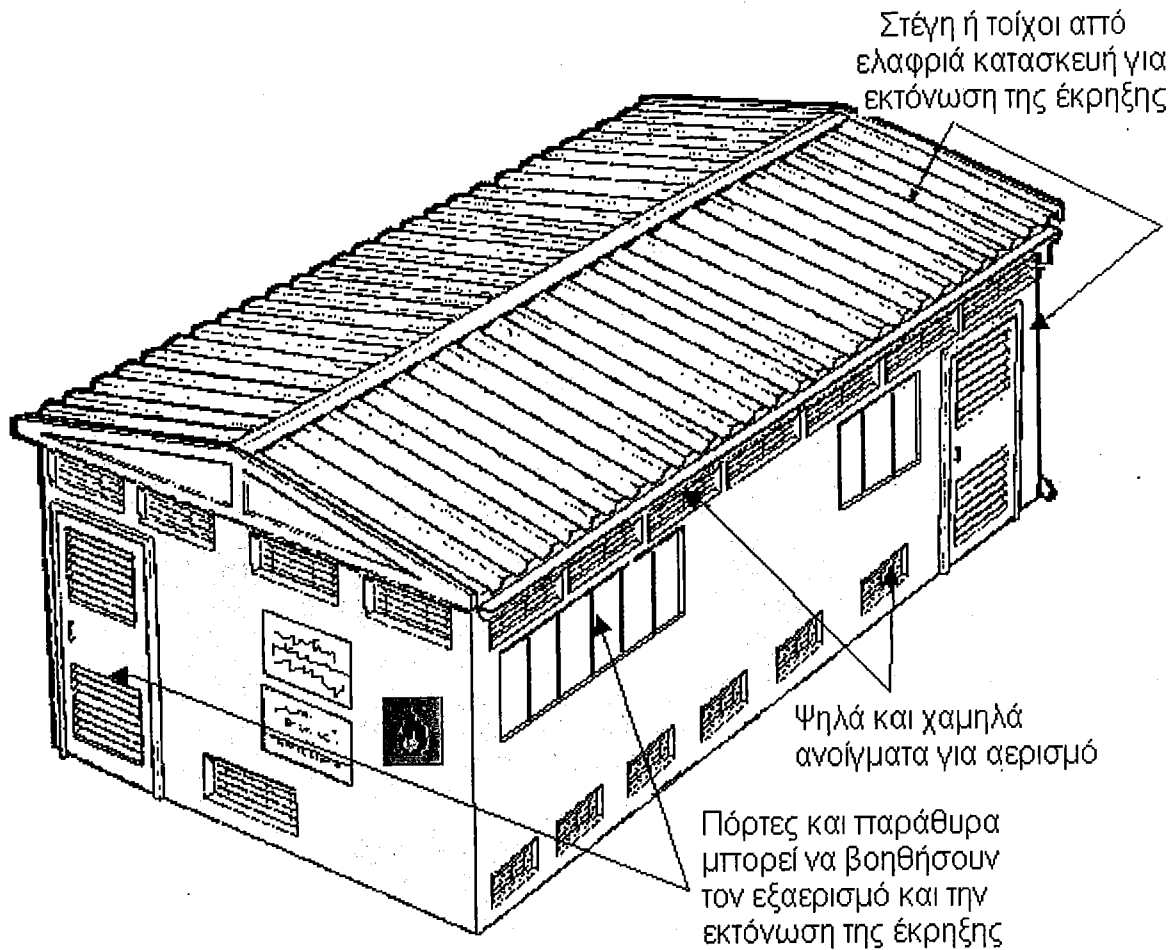 Στέγη ή τοίχοι από
ελαφριά κατασκευή για
εκτόνωση της έκρηξης
Ψηλά και χαμηλά
ανοίγματα για αερισμό
Πόρτες και παράθυρα
μπορεί να βοηθήσουν
τον εξαερισμό και την
εκτόνωση της έκρηξης